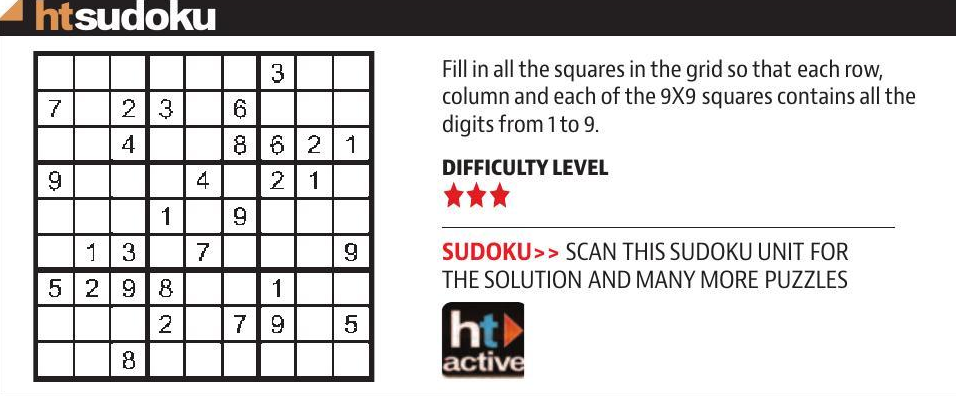 htsudoku
3
7 2 3 6
4 8 6 2 1
9 4 2 1
1 9
1 3 7 9
5 2 9 8 1
2 7 9 5
8
Fill in all the squares in the grid so that each row,
column and each of the 9X9 squares contains all the
digits from 1 to 9.
DIFFICULTY LEVEL
SUDOKU>> SCAN THIS SUDOKU UNIT FOR
THE SOLUTION AND MANY MORE PUZZLES
ht
active